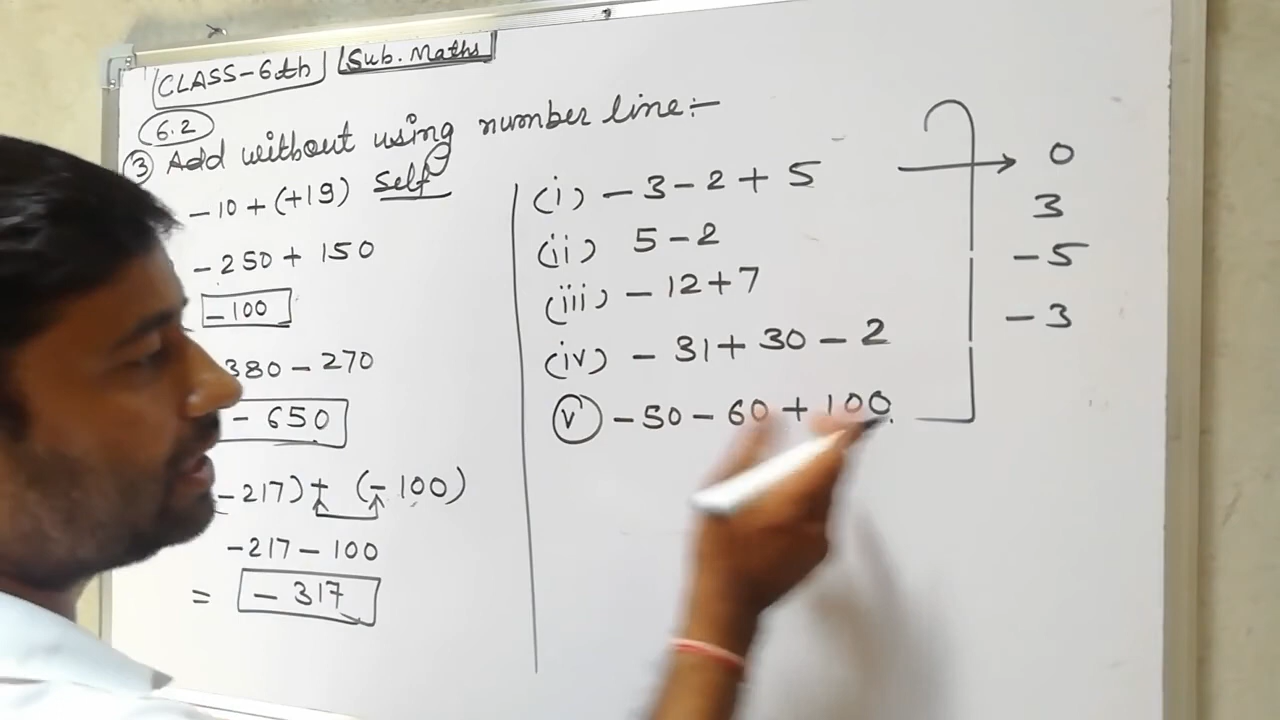 CLASS-6th Sub. Maths
6.2
③ Add without using number line:-
-10 + (+19) Self
-250 + 150
-100
380 - 270
-650
-217) + (-100)
-217 - 100
= -317
(i) -3 - 2 + 5
(ii) 5 - 2
(iii) -12 + 7
(iv) -31 + 30 - 2
(v) -50 - 60 + 100
0
3
-5
-3